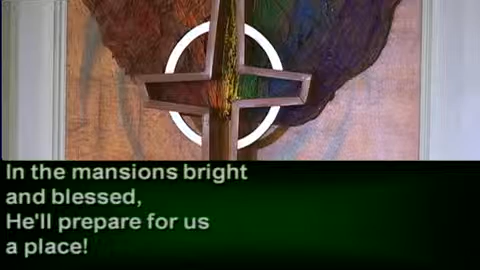 In the mansions bright
and blessed,
He'll prepare for us
a place!